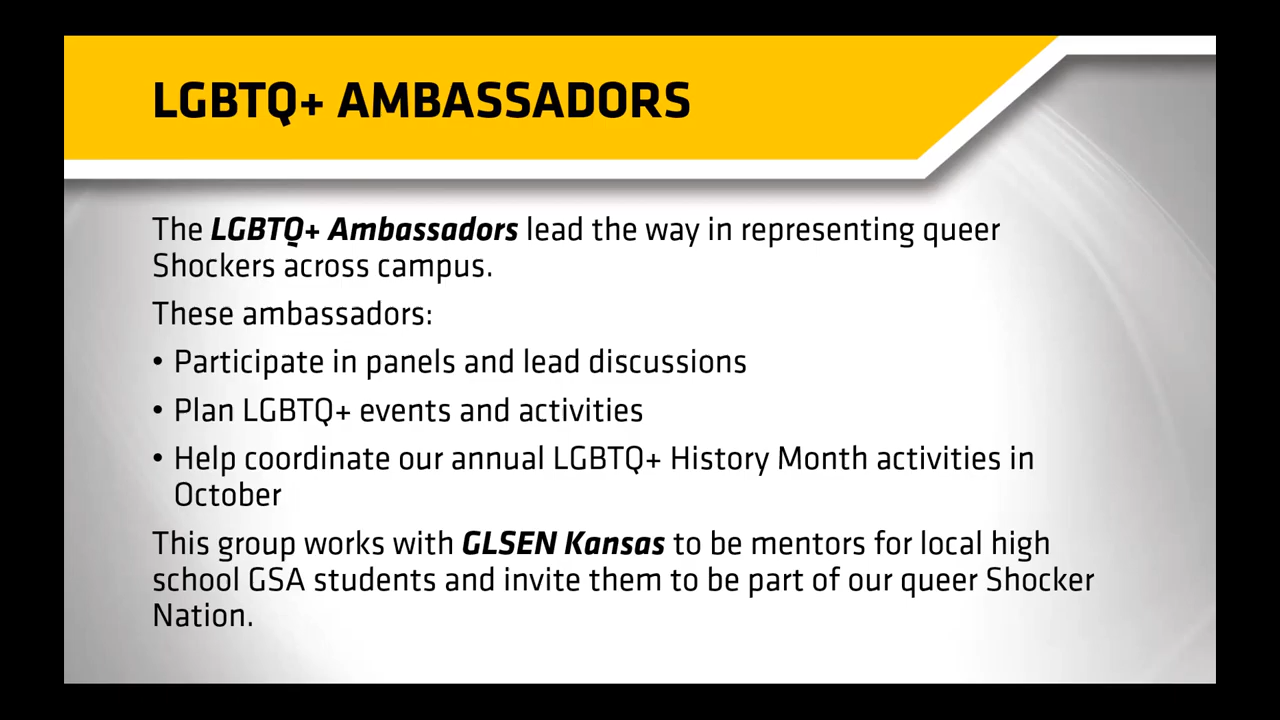 LGBTQ+ AMBASSADORS
The LGBTQ+ Ambassadors lead the way in representing queer
Shockers across campus.
These ambassadors:
• Participate in panels and lead discussions
• Plan LGBTQ+ events and activities
• Help coordinate our annual LGBTQ+ History Month activities in
October
This group works with GLSEN Kansas to be mentors for local high
school GSA students and invite them to be part of our queer Shocker
Nation.